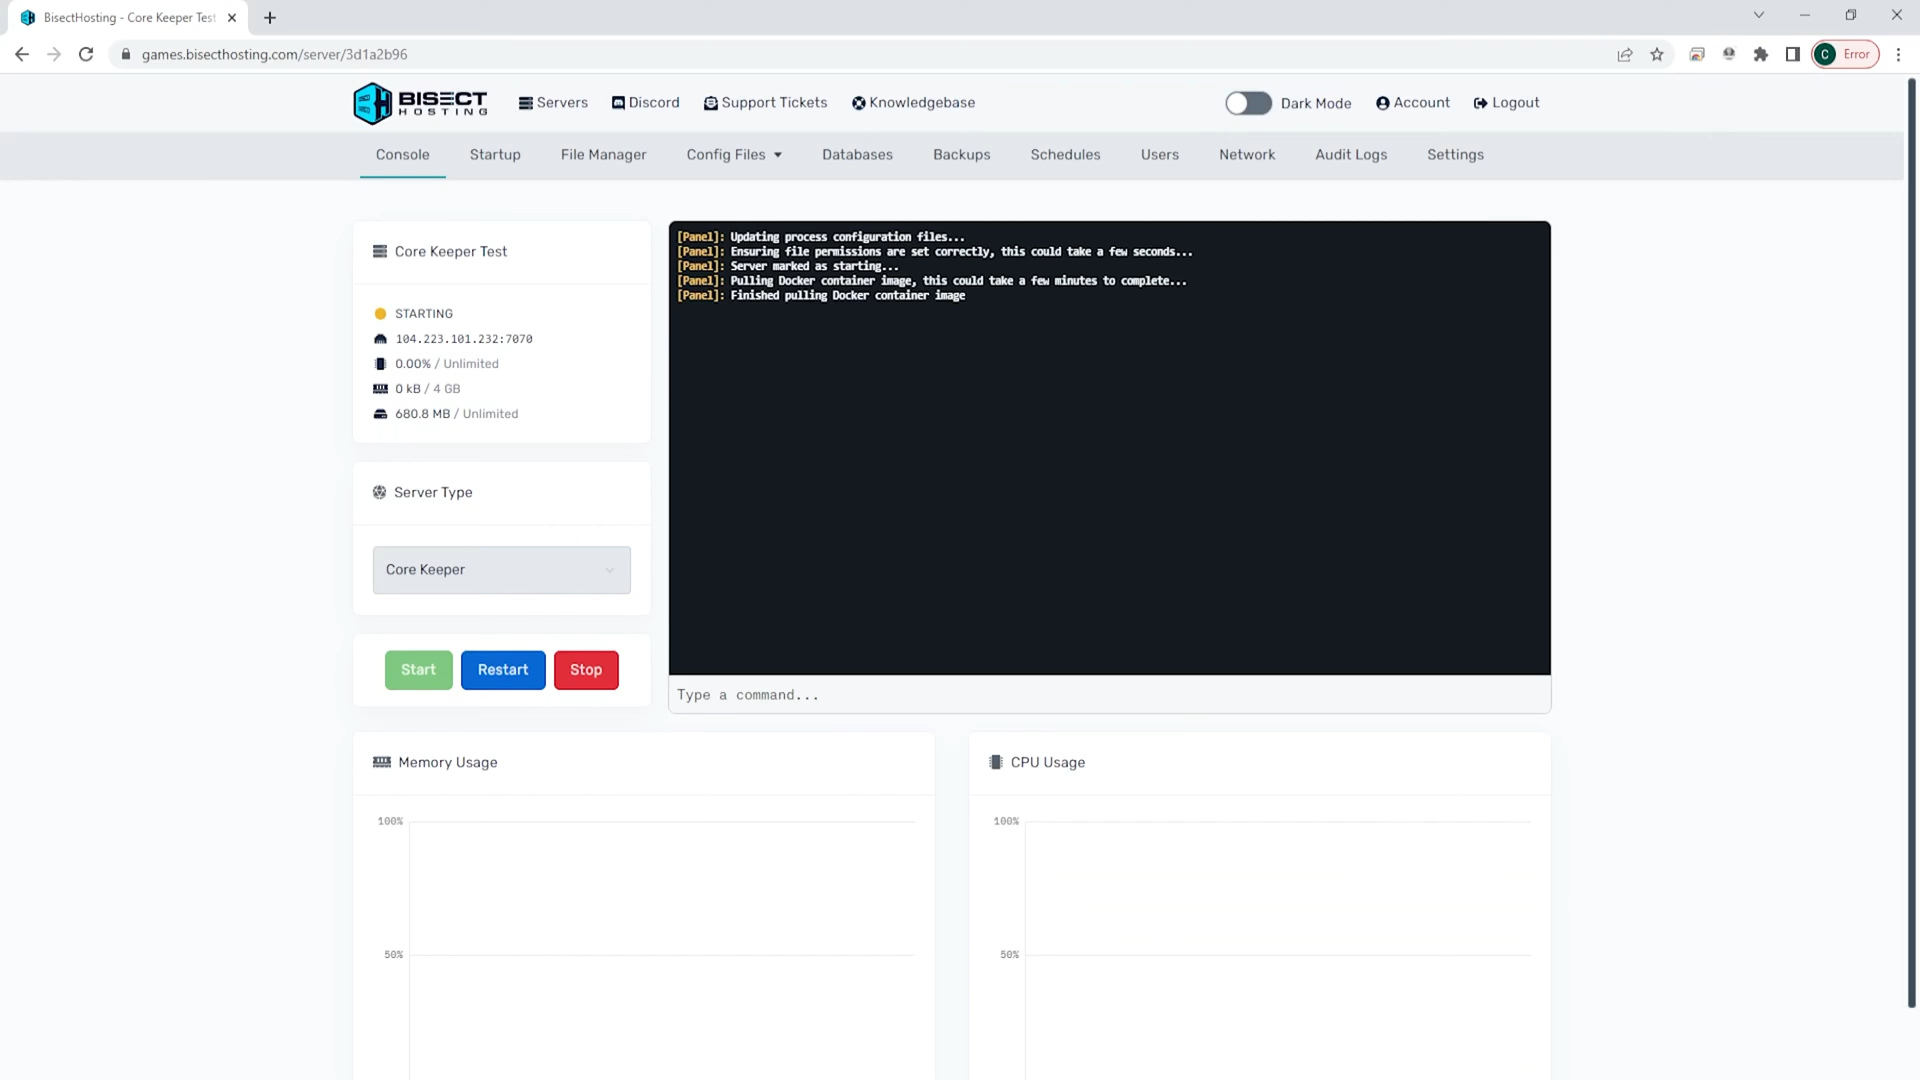 BisectHosting - Core Keeper Test
games.bisecthosting.com/server/3d1a2b96
C Error
BISECT
HOSTING
Servers
Discord
Support Tickets
Knowledgebase
Dark Mode
Account
Logout
Console
Startup
File Manager
Config Files
Databases
Backups
Schedules
Users
Network
Audit Logs
Settings
Core Keeper Test
STARTING
104.223.101.232:7070
0.00% / Unlimited
0 kB / 4 GB
680.8 MB / Unlimited
Server Type
Core Keeper
Start
Restart
Stop
[Panel]: Updating process configuration files...
[Panel]: Ensuring file permissions are set correctly, this could take a few seconds...
[Panel]: Server marked as starting...
[Panel]: Pulling Docker container image, this could take a few minutes to complete...
[Panel]: Finished pulling Docker container image
Type a command...
Memory Usage
100%
50%
CPU Usage
100%
50%